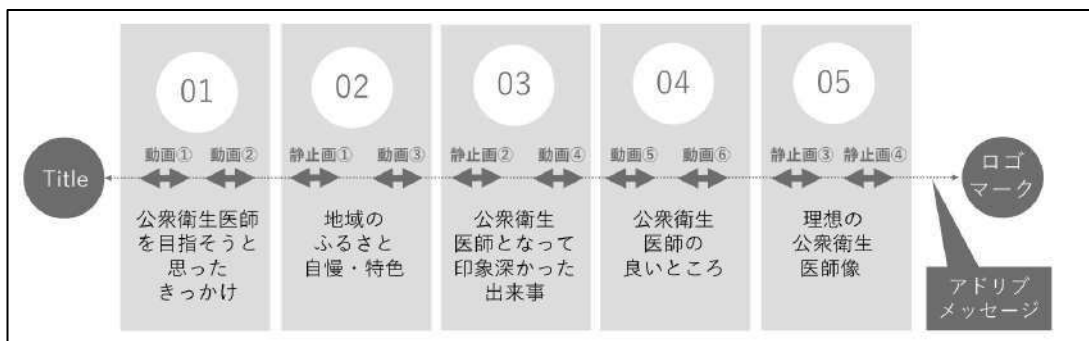 01
02
03
04
05
動画① 動画②
静止画① 動画③
静止画② 動画④
動画⑤ 動画⑥
静止画③ 静止画④
Title
ロゴ
マーク
公衆衛生医師
を目指そうと
思った
きっかけ
地域の
ふるさと
自慢・特色
公衆衛生
医師となって
印象深かった
出来事
公衆衛生
医師の
良いところ
理想の
公衆衛生
医師像
アドリブ
メッセージ